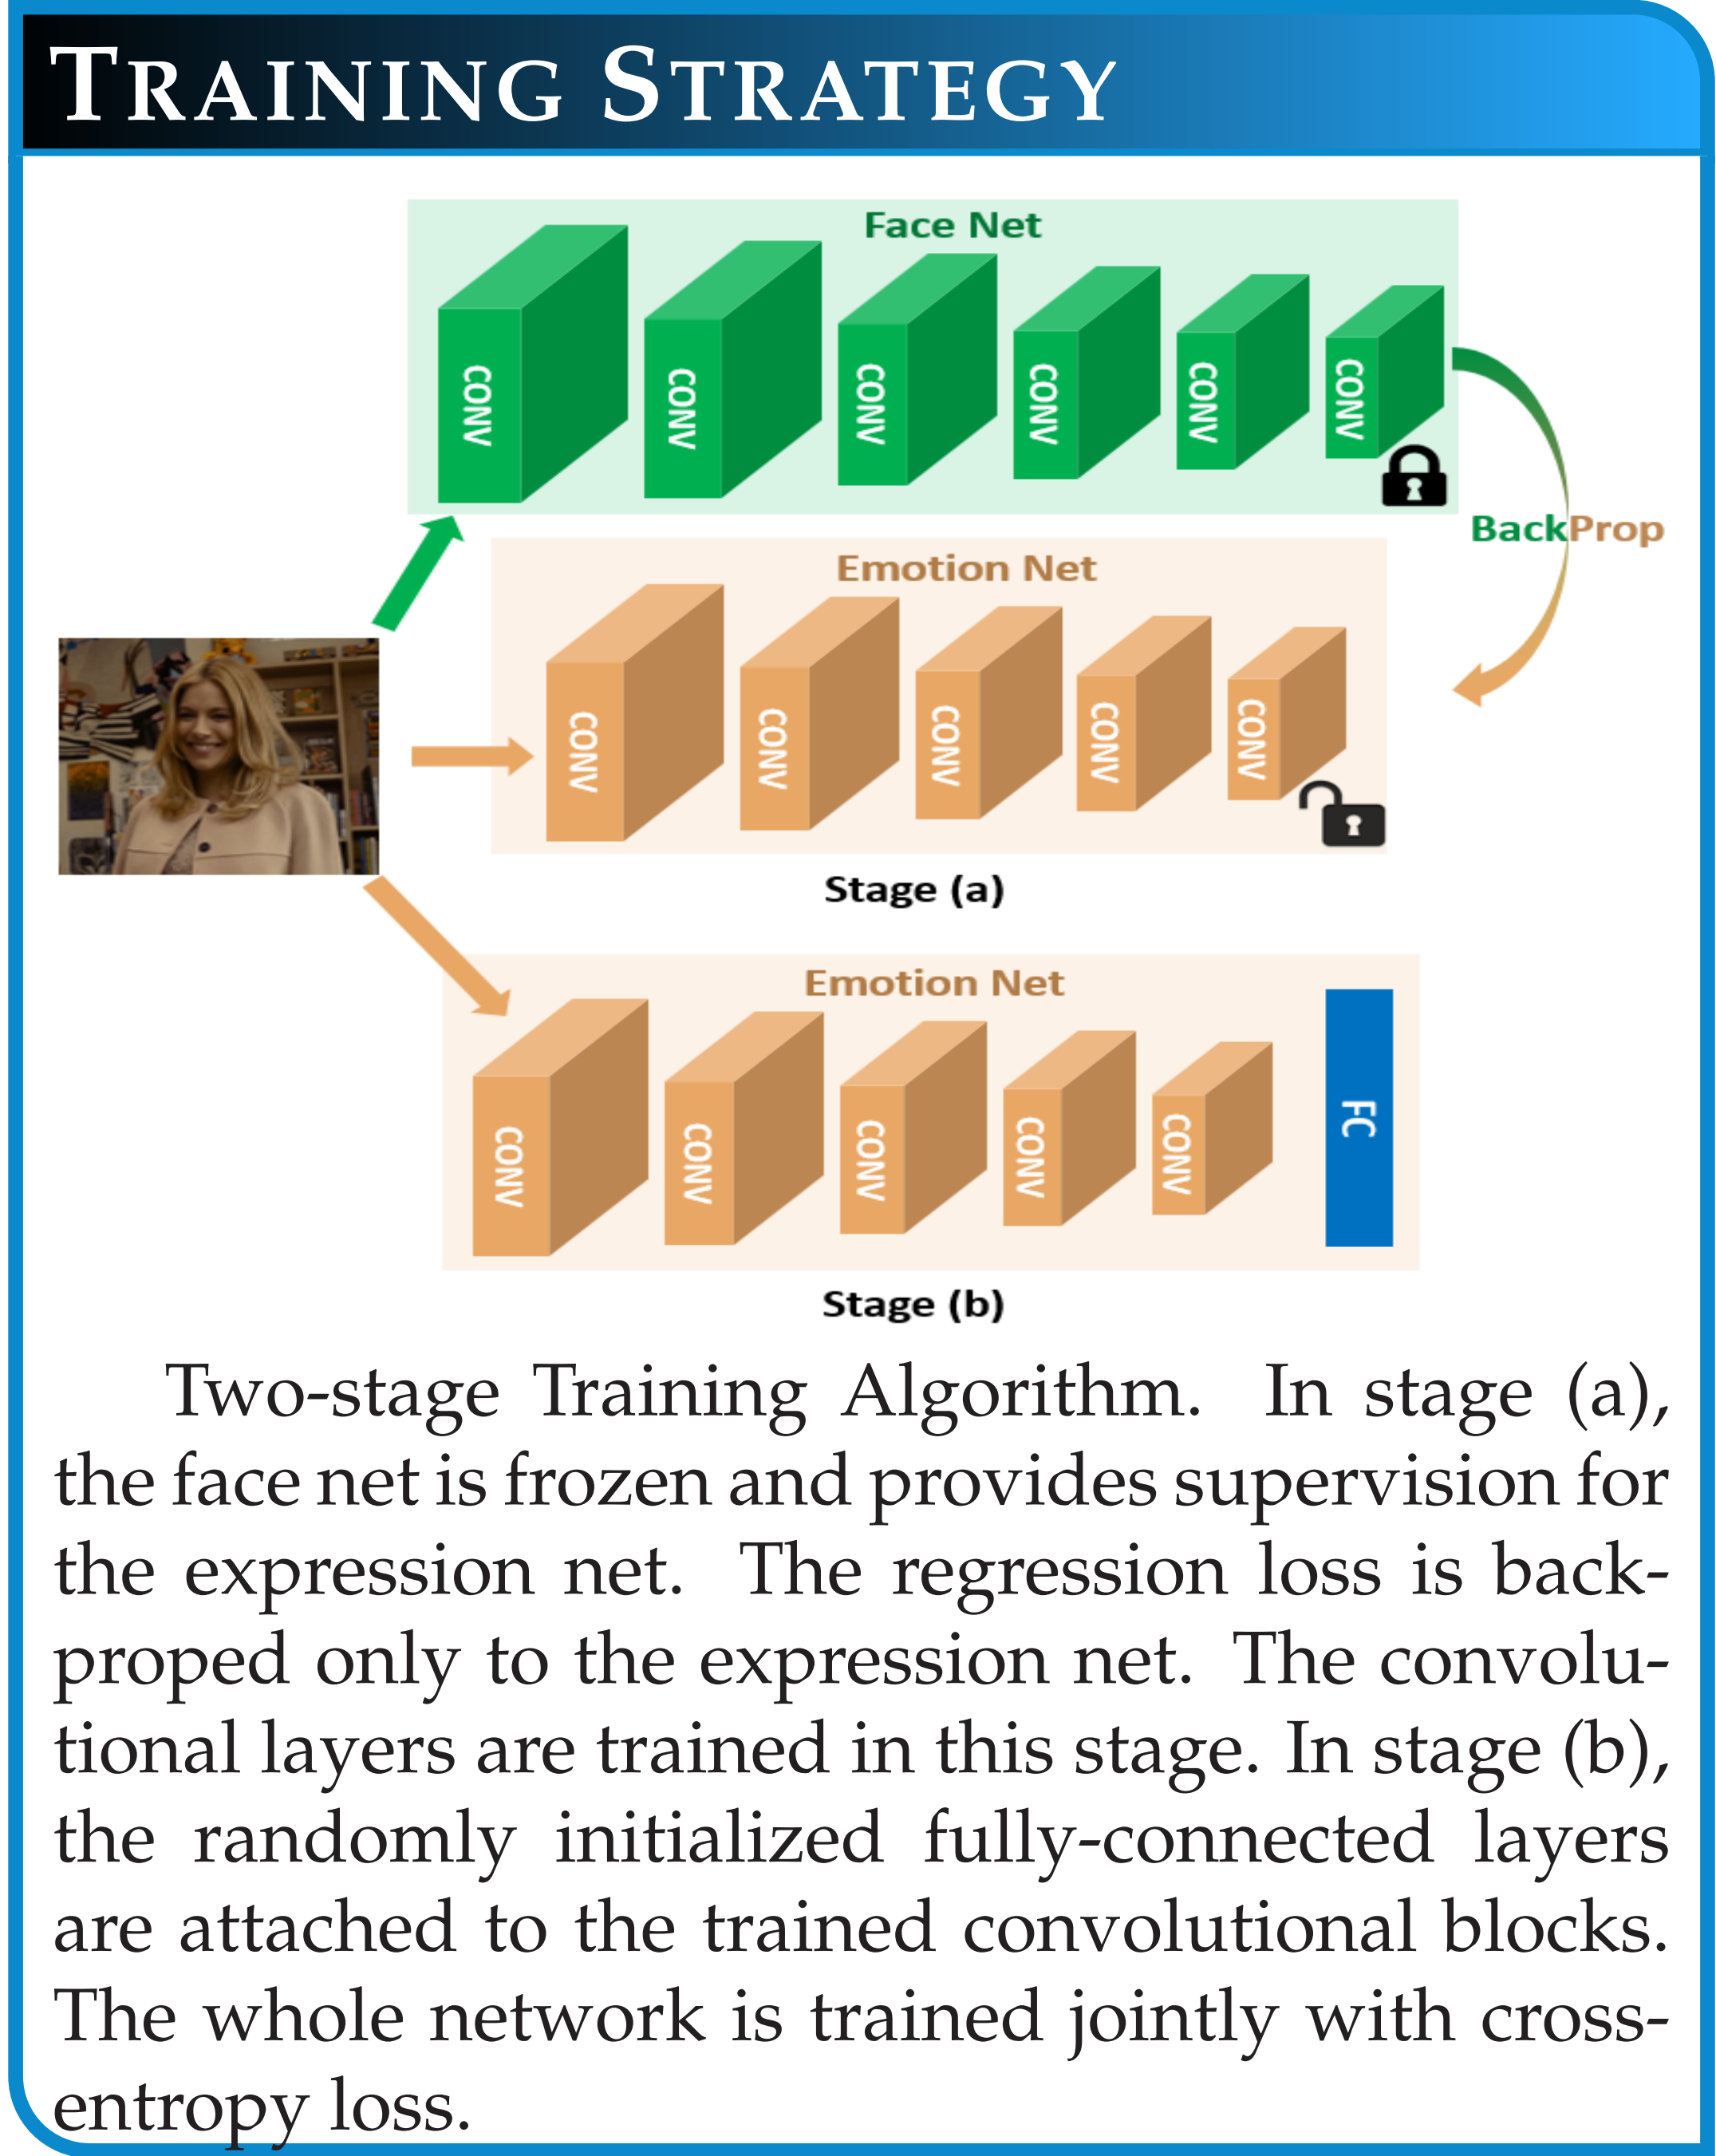 TRAINING STRATEGY
Face Net
CONV CONV CONV CONV CONV CONV
BackProp
Emotion Net
CONV CONV CONV CONV CONV
Stage (a)
Emotion Net
CONV CONV CONV CONV CONV FC
Stage (b)
Two-stage Training Algorithm. In stage (a),
the face net is frozen and provides supervision for
the expression net. The regression loss is back-
proped only to the expression net. The convolu-
tional layers are trained in this stage. In stage (b),
the randomly initialized fully-connected layers
are attached to the trained convolutional blocks.
The whole network is trained jointly with cross-
entropy loss.